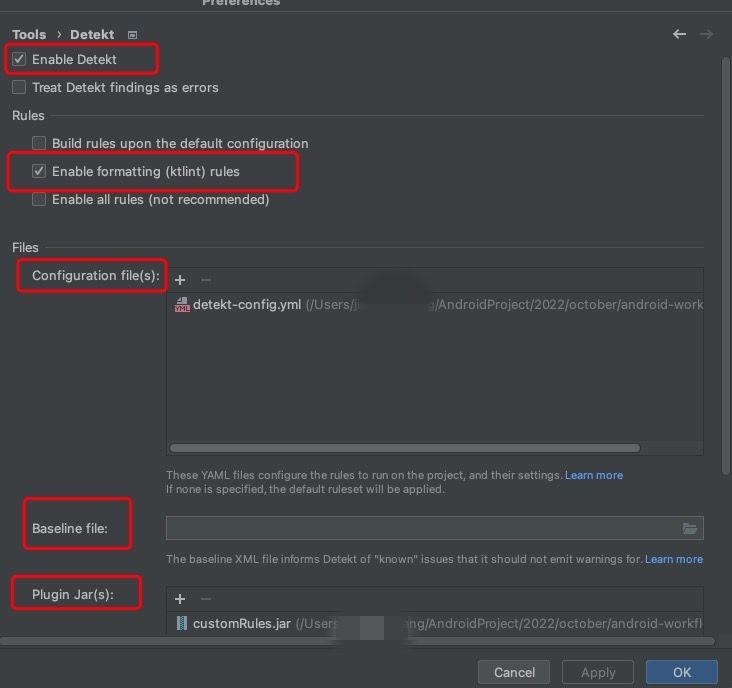 Preferences
Tools › Detekt
Enable Detekt
Treat Detekt findings as errors
Rules
Build rules upon the default configuration
Enable formatting (ktlint) rules
Enable all rules (not recommended)
Files
Configuration file(s):
detekt-config.yml (/Users/ g/AndroidProject/2022/october/android-work
These YAML files configure the rules to run on the project, and their settings. Learn more
If none is specified, the default ruleset will be applied.
Baseline file:
The baseline XML file informs Detekt of "known" issues that it should not emit warnings for. Learn more
Plugin Jar(s):
customRules.jar (/Users ang/AndroidProject/2022/october/android-workfl
Cancel Apply OK